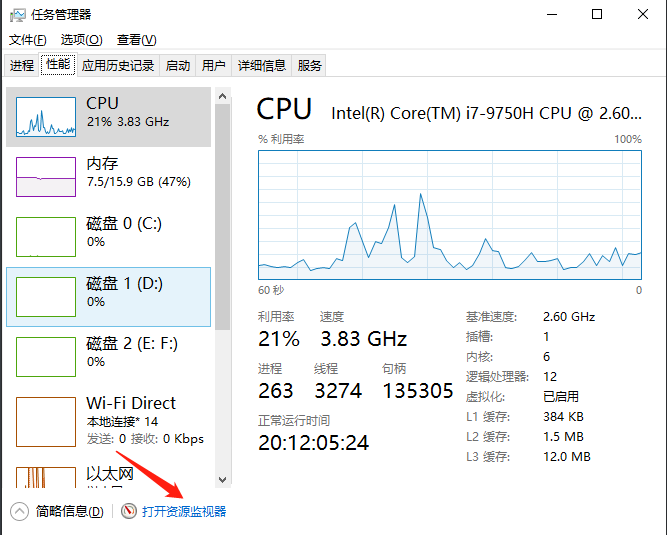 任务管理器
文件(F) 选项(O) 查看(V)
进程 性能 应用历史记录 启动 用户 详细信息 服务
CPU
21% 3.83 GHz
内存
7.5/15.9 GB (47%)
磁盘 0 (C:)
0%
磁盘 1 (D:)
0%
磁盘 2 (E: F:)
0%
Wi-Fi Direct
本地连接* 14
发送: 0 接收: 0 Kbps
以太网
CPU Intel(R) Core(TM) i7-9750H CPU @ 2.60...
% 利用率 100%
60 秒 0
利用率 速度
21% 3.83 GHz
进程 线程 句柄
263 3274 135305
正常运行时间
20:12:05:24
基准速度: 2.60 GHz
插槽: 1
内核: 6
逻辑处理器: 12
虚拟化: 已启用
L1 缓存: 384 KB
L2 缓存: 1.5 MB
L3 缓存: 12.0 MB
简略信息(D) 打开资源监视器